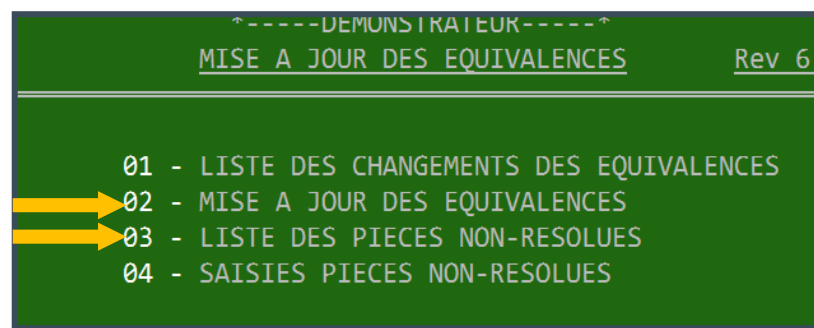 *-----DEMONSTRATEUR-----*
MISE A JOUR DES EQUIVALENCES Rev 6
01 - LISTE DES CHANGEMENTS DES EQUIVALENCES
02 - MISE A JOUR DES EQUIVALENCES
03 - LISTE DES PIECES NON-RESOLUES
04 - SAISIES PIECES NON-RESOLUES